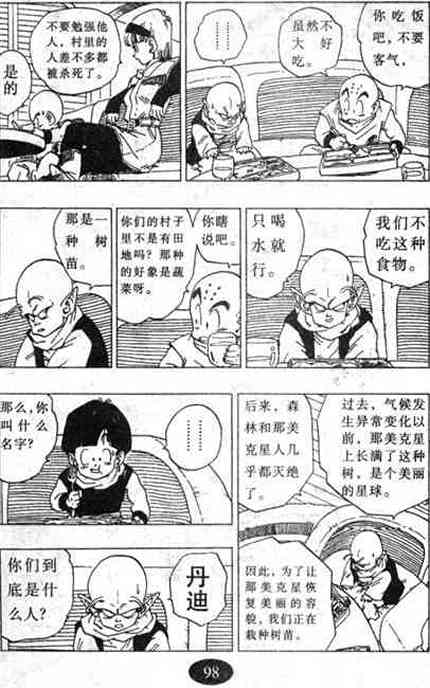 你吃饭
吧,不要
客气,
虽然不
大好
吃。
……
不要勉强他
人,村里的
人差不多都
被杀死了。
是
的
我们不
吃这种
食物。
只喝
水就
行。
你瞎
说吧。
你们的村子
里不是有田
地吗?那种
的好象是蔬
菜呀。
那是一
种树
苗。
过去,气候发
生异常变化以
前,那美克星
上长满了这种
树,是个美丽
的星球。
后来,森
林和那美
克星人几
乎都灭绝
了。
因此,为了让
那美克星恢
复美丽的容
貌,我们正在
栽种树苗。
……
那么,你
叫什么
名字?
丹
迪
你们到
底是什
么人?
98